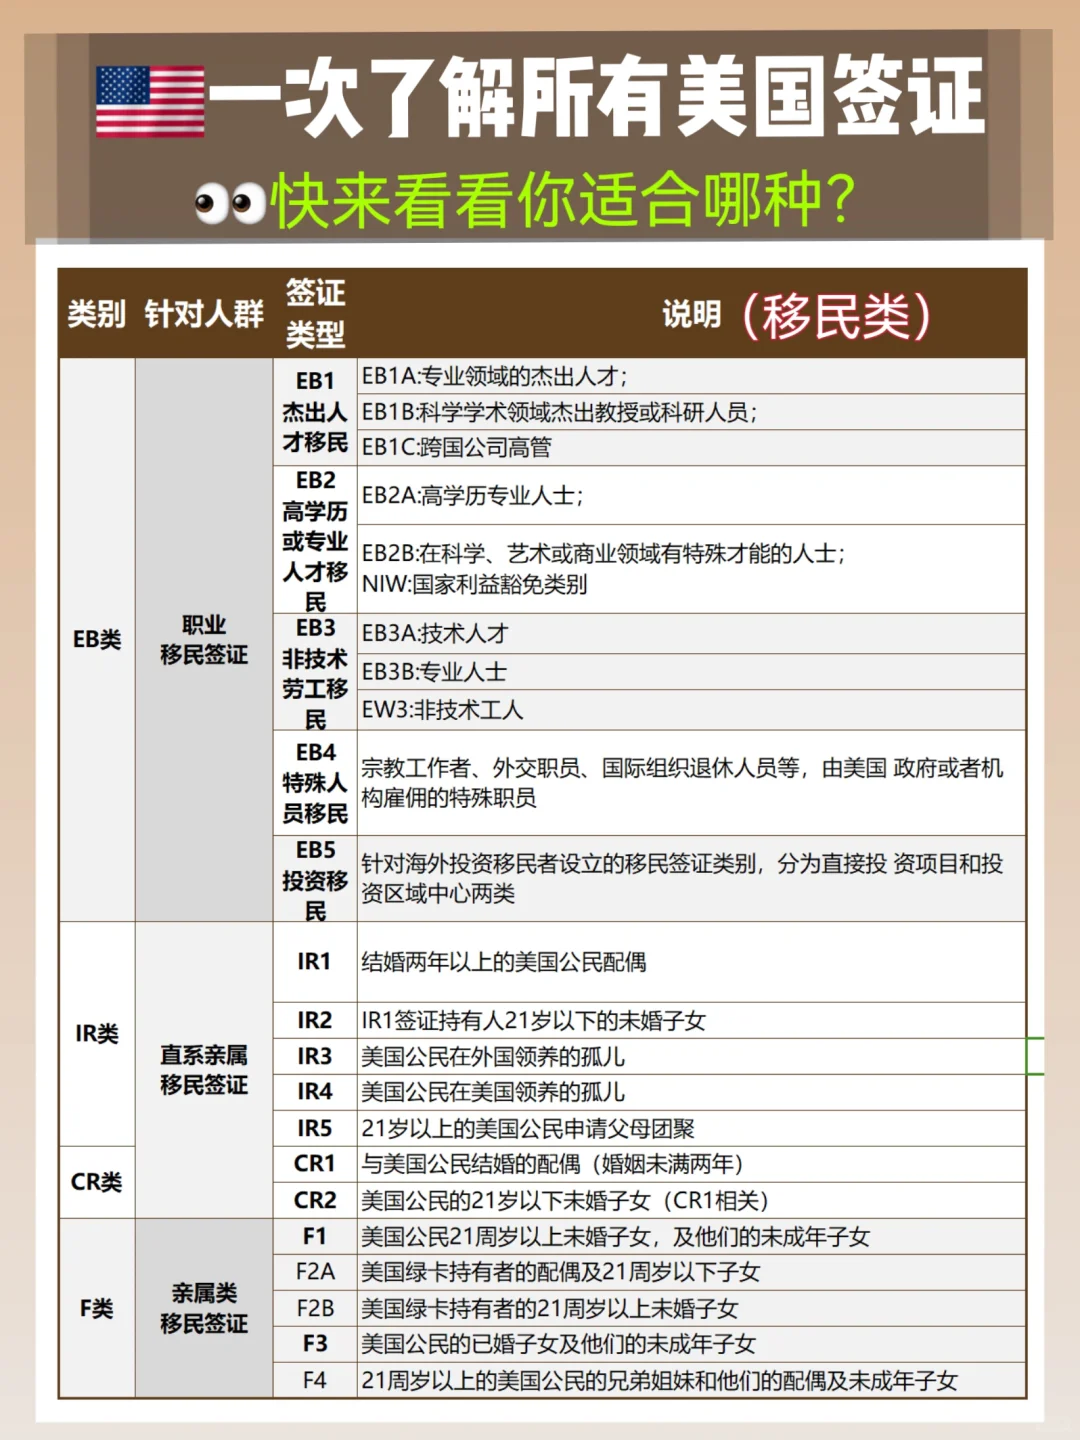 一次了解所有美国签证
快来看看你适合哪种？
类别 针对人群 签证类型 说明（移民类）
EB类
职业
移民签证
EB1
杰出人
才移民
EB1A:专业领域的杰出人才；
EB1B:科学学术领域杰出教授或科研人员；
EB1C:跨国公司高管
EB2
高学历
或专业
人才移
民
EB2A:高学历专业人士；
EB2B:在科学、艺术或商业领域有特殊才能的人士；
NIW:国家利益豁免类别
EB3
非技术
劳工移
民
EB3A:技术人才
EB3B:专业人士
EW3:非技术工人
EB4
特殊人
员移民
宗教工作者、外交职员、国际组织退休人员等，由美国 政府或者机
构雇佣的特殊职员
EB5
投资移
民
针对海外投资移民者设立的移民签证类别，分为直接投 资项目和投
资区域中心两类
IR类
直系亲属
移民签证
IR1
结婚两年以上的美国公民配偶
IR2
IR1签证持有人21岁以下的未婚子女
IR3
美国公民在外国领养的孤儿
IR4
美国公民在美国领养的孤儿
IR5
21岁以上的美国公民申请父母团聚
CR类
CR1
与美国公民结婚的配偶（婚姻未满两年）
CR2
美国公民的21岁以下未婚子女（CR1相关）
F类
亲属类
移民签证
F1
美国公民21周岁以上未婚子女，及他们的未成年子女
F2A
美国绿卡持有者的配偶及21周岁以下子女
F2B
美国绿卡持有者的21周岁以上未婚子女
F3
美国公民的已婚子女及他们的未成年子女
F4
21周岁以上的美国公民的兄弟姐妹和他们的配偶及未成年子女